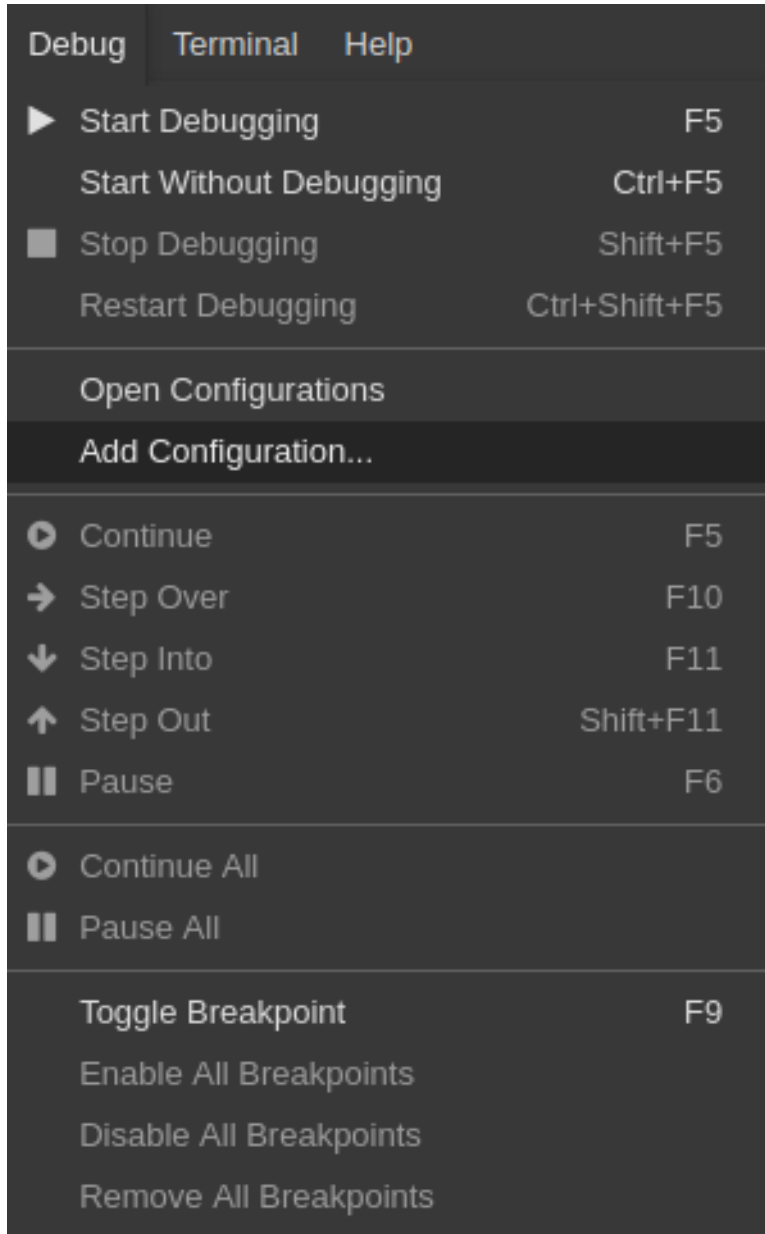 Debug Terminal Help
Start Debugging F5
Start Without Debugging Ctrl+F5
Stop Debugging Shift+F5
Restart Debugging Ctrl+Shift+F5
Open Configurations
Add Configuration...
Continue F5
Step Over F10
Step Into F11
Step Out Shift+F11
Pause F6
Continue All
Pause All
Toggle Breakpoint F9
Enable All Breakpoints
Disable All Breakpoints
Remove All Breakpoints